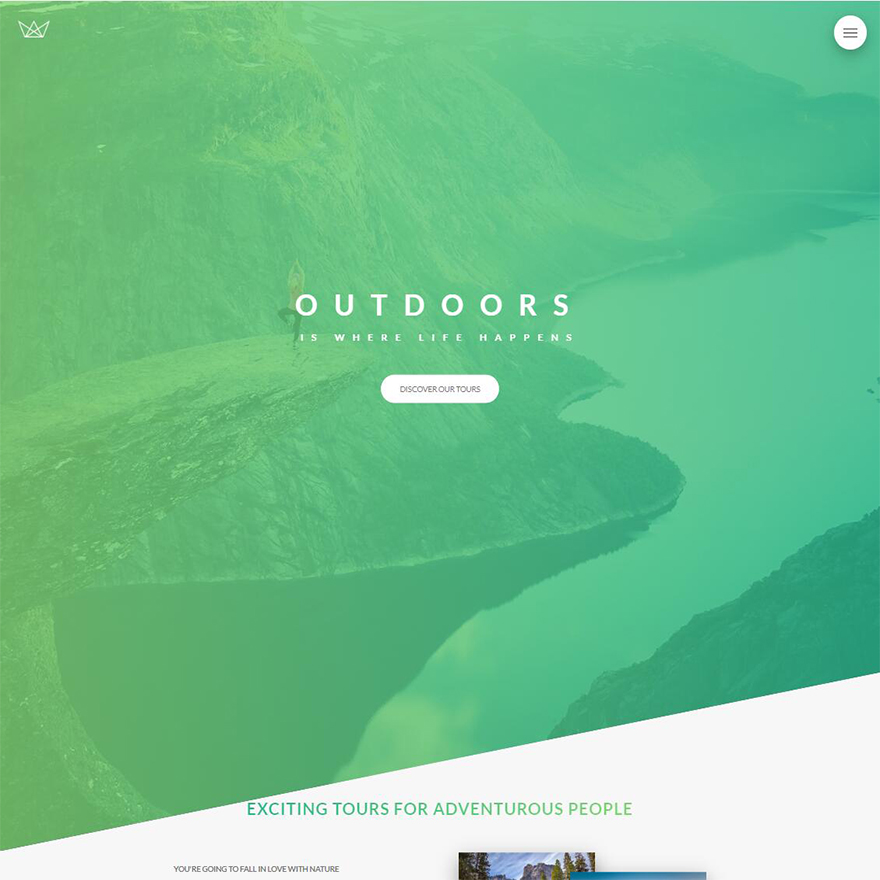 OUTDOORS
IS WHERE LIFE HAPPENS
DISCOVER OUR TOURS
EXCITING TOURS FOR ADVENTUROUS PEOPLE
YOU'RE GOING TO FALL IN LOVE WITH NATURE